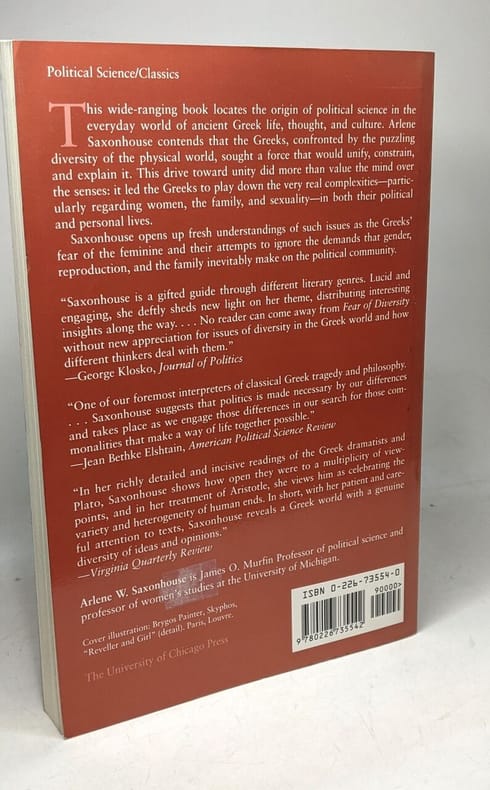 Political Science/Classics
This wide-ranging book locates the origin of political science in the
everyday world of ancient Greek life, thought, and culture. Arlene
Saxonhouse contends that the Greeks, confronted by the puzzling
diversity of the physical world, sought a force that would unify, constrain,
and explain it. This drive toward unity did more than value the mind over
the senses: it led the Greeks to play down the very real complexities—partic-
ularly regarding women, the family, and sexuality—in both their political
and personal lives.
Saxonhouse opens up fresh understandings of such issues as the Greeks'
fear of the feminine and their attempts to ignore the demands that gender,
reproduction, and the family inevitably make on the political community.
“Saxonhouse is a gifted guide through different literary genres. Lucid and
engaging, she deftly sheds new light on her theme, distributing interesting
insights along the way. . . . No reader can come away from Fear of Diversity
without new appreciation for issues of diversity in the Greek world and how
different thinkers deal with them.”
—George Klosko, Journal of Politics
“One of our foremost interpreters of classical Greek tragedy and philosophy.
. . . Saxonhouse suggests that politics is made necessary by our differences
and takes place as we engage those differences in our search for those com-
monalities that make a way of life together possible.”
—Jean Bethke Elshtain, American Political Science Review
“In her richly detailed and incisive readings of the Greek dramatists and
Plato, Saxonhouse shows how open they were to a multiplicity of view-
points, and in her treatment of Aristotle, she views him as celebrating the
variety and heterogeneity of human ends. In short, with her patient and care-
ful attention to texts, Saxonhouse reveals a Greek world with a genuine
diversity of ideas and opinions.”
—Virginia Quarterly Review
Arlene W. Saxonhouse is James O. Murfin Professor of political science and
professor of women's studies at the University of Michigan.
Cover illustration: Brygos Painter, Skyphos,
“Reveller and Girl” (detail). Paris, Louvre.
The University of Chicago Press
ISBN 0-226-73554-0
90000>
9 780226 735542